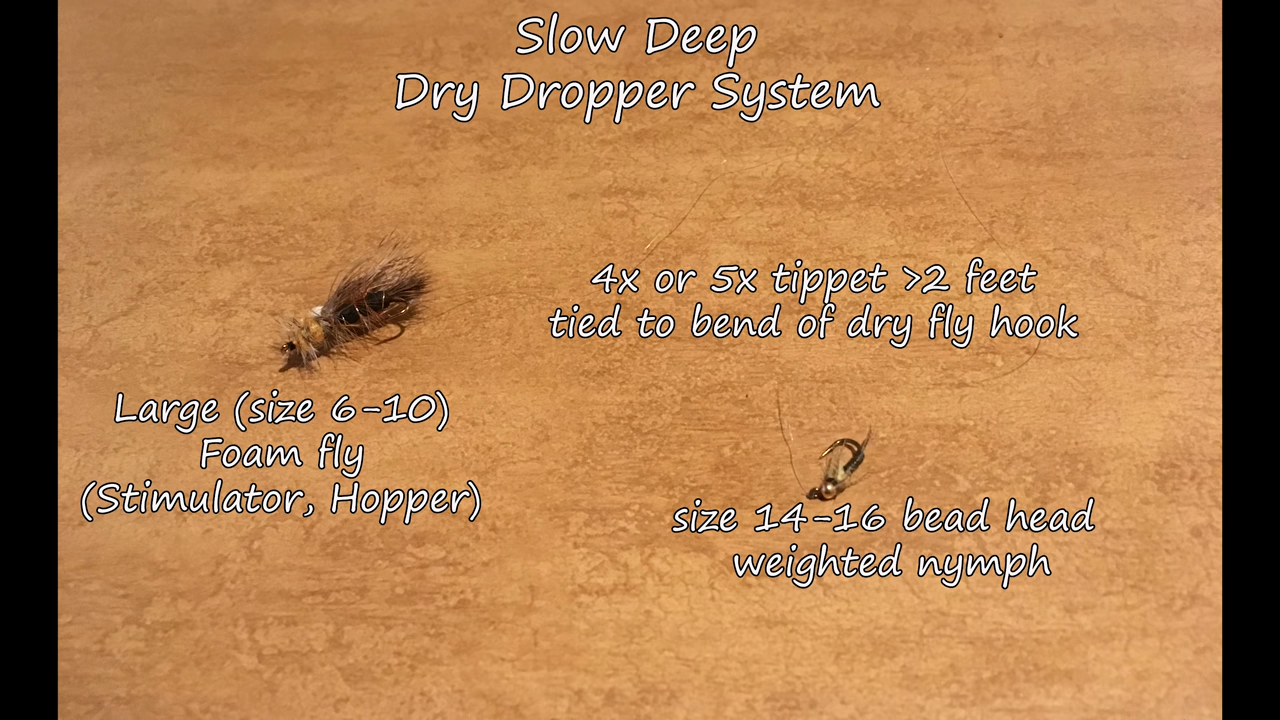 Slow Deep
Dry Dropper System
4x or 5x tippet >2 feet
tied to bend of dry fly hook
Large (size 6-10)
Foam fly
(Stimulator, Hopper)
size 14-16 bead head
weighted nymph